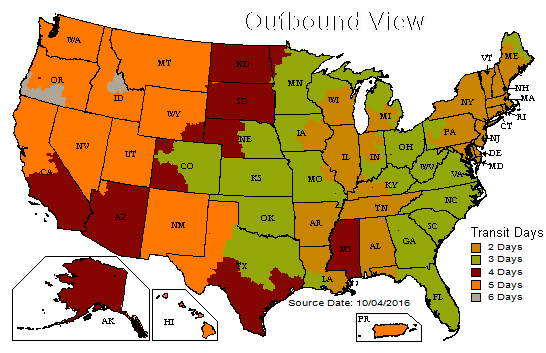 Outbound View
WA
MT
ND
MN
ME
VT
OR
ID
SD
WI
MI
NY
NH
MA
RI
CT
WY
NE
IA
PA
NJ
NV
UT
CO
IL
IN
OH
WV
VA
DE
MD
CA
KS
MO
KY
NC
AZ
NM
OK
AR
TN
SC
TX
LA
MS
AL
GA
FL
Transit Days
2 Days
3 Days
4 Days
5 Days
6 Days
Source Date: 10/04/2016
AK
HI
PR